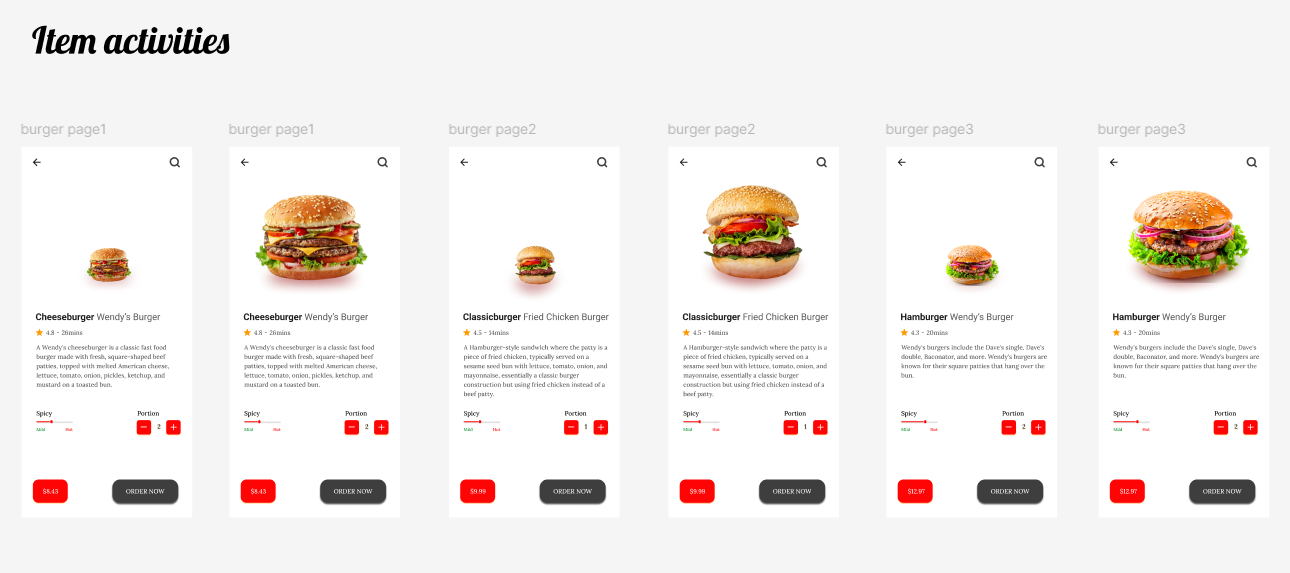 Item activities
burger page1
Cheeseburger Wendy's Burger
4.8 - 26mins
A Wendy's cheeseburger is a classic fast food
burger made with fresh, square-shaped beef
patties, topped with melted American cheese,
lettuce, tomato, onion, pickles, ketchup, and
mustard on a toasted bun.
Spicy
Portion
2
Mild
Hot
$8.43
ORDER NOW
burger page1
Cheeseburger Wendy's Burger
4.8 - 26mins
A Wendy's cheeseburger is a classic fast food
burger made with fresh, square-shaped beef
patties, topped with melted American cheese,
lettuce, tomato, onion, pickles, ketchup, and
mustard on a toasted bun.
Spicy
Portion
2
Mild
Hot
$8.43
ORDER NOW
burger page2
Classicburger Fried Chicken Burger
4.5 - 14mins
A Hamburger-style sandwich where the patty is a
piece of fried chicken, typically served on a
sesame seed bun with lettuce, tomato, onion, and
mayonnaise, essentially a classic burger
construction but using fried chicken instead of a
beef patty.
Spicy
Portion
1
Mild
Hot
$9.99
ORDER NOW
burger page2
Classicburger Fried Chicken Burger
4.5 - 14mins
A Hamburger-style sandwich where the patty is a
piece of fried chicken, typically served on a
sesame seed bun with lettuce, tomato, onion, and
mayonnaise, essentially a classic burger
construction but using fried chicken instead of a
beef patty.
Spicy
Portion
1
Mild
Hot
$9.99
ORDER NOW
burger page3
Hamburger Wendy's Burger
4.3 - 20mins
Wendy's burgers include the Dave's single, Dave's
double, Baconator, and more. Wendy's burgers are
known for their square patties that hang over the
bun.
Spicy
Portion
2
Mild
Hot
$12.97
ORDER NOW
burger page3
Hamburger Wendy's Burger
4.3 - 20mins
Wendy's burgers include the Dave's single, Dave's
double, Baconator, and more. Wendy's burgers are
known for their square patties that hang over the
bun.
Spicy
Portion
2
Mild
Hot
$12.97
ORDER NOW